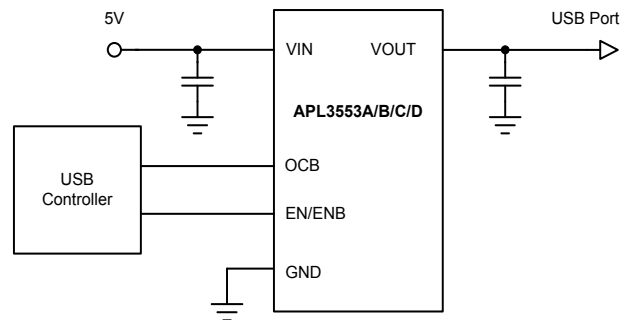 5V
USB Port
VIN
VOUT
APL3553A/B/C/D
OCB
USB
Controller
EN/ENB
GND